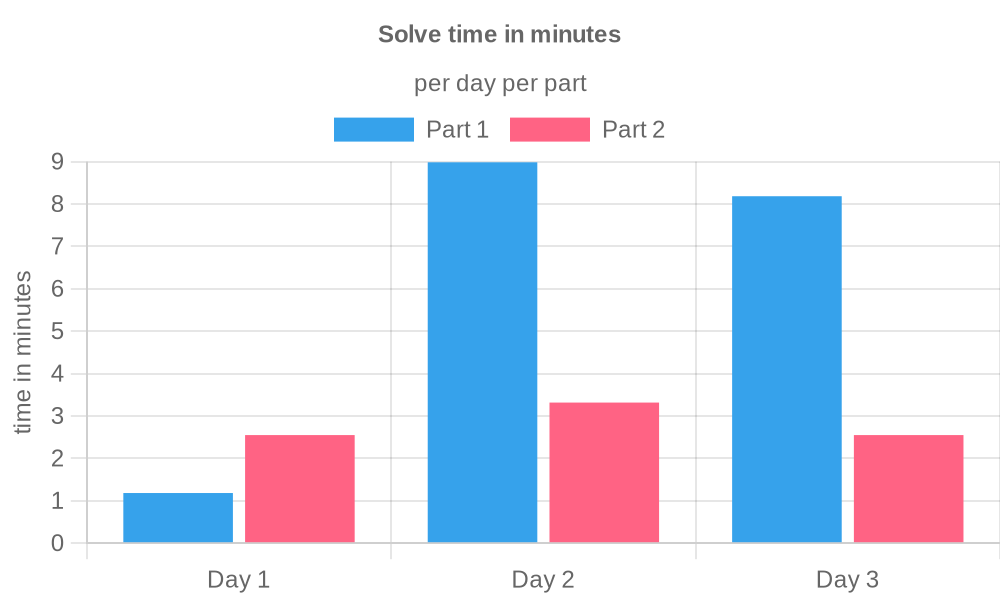 Solve time in minutes
per day per part
Part 1 Part 2
time in minutes
9
8
7
6
5
4
3
2
1
0
Day 1 Day 2 Day 3